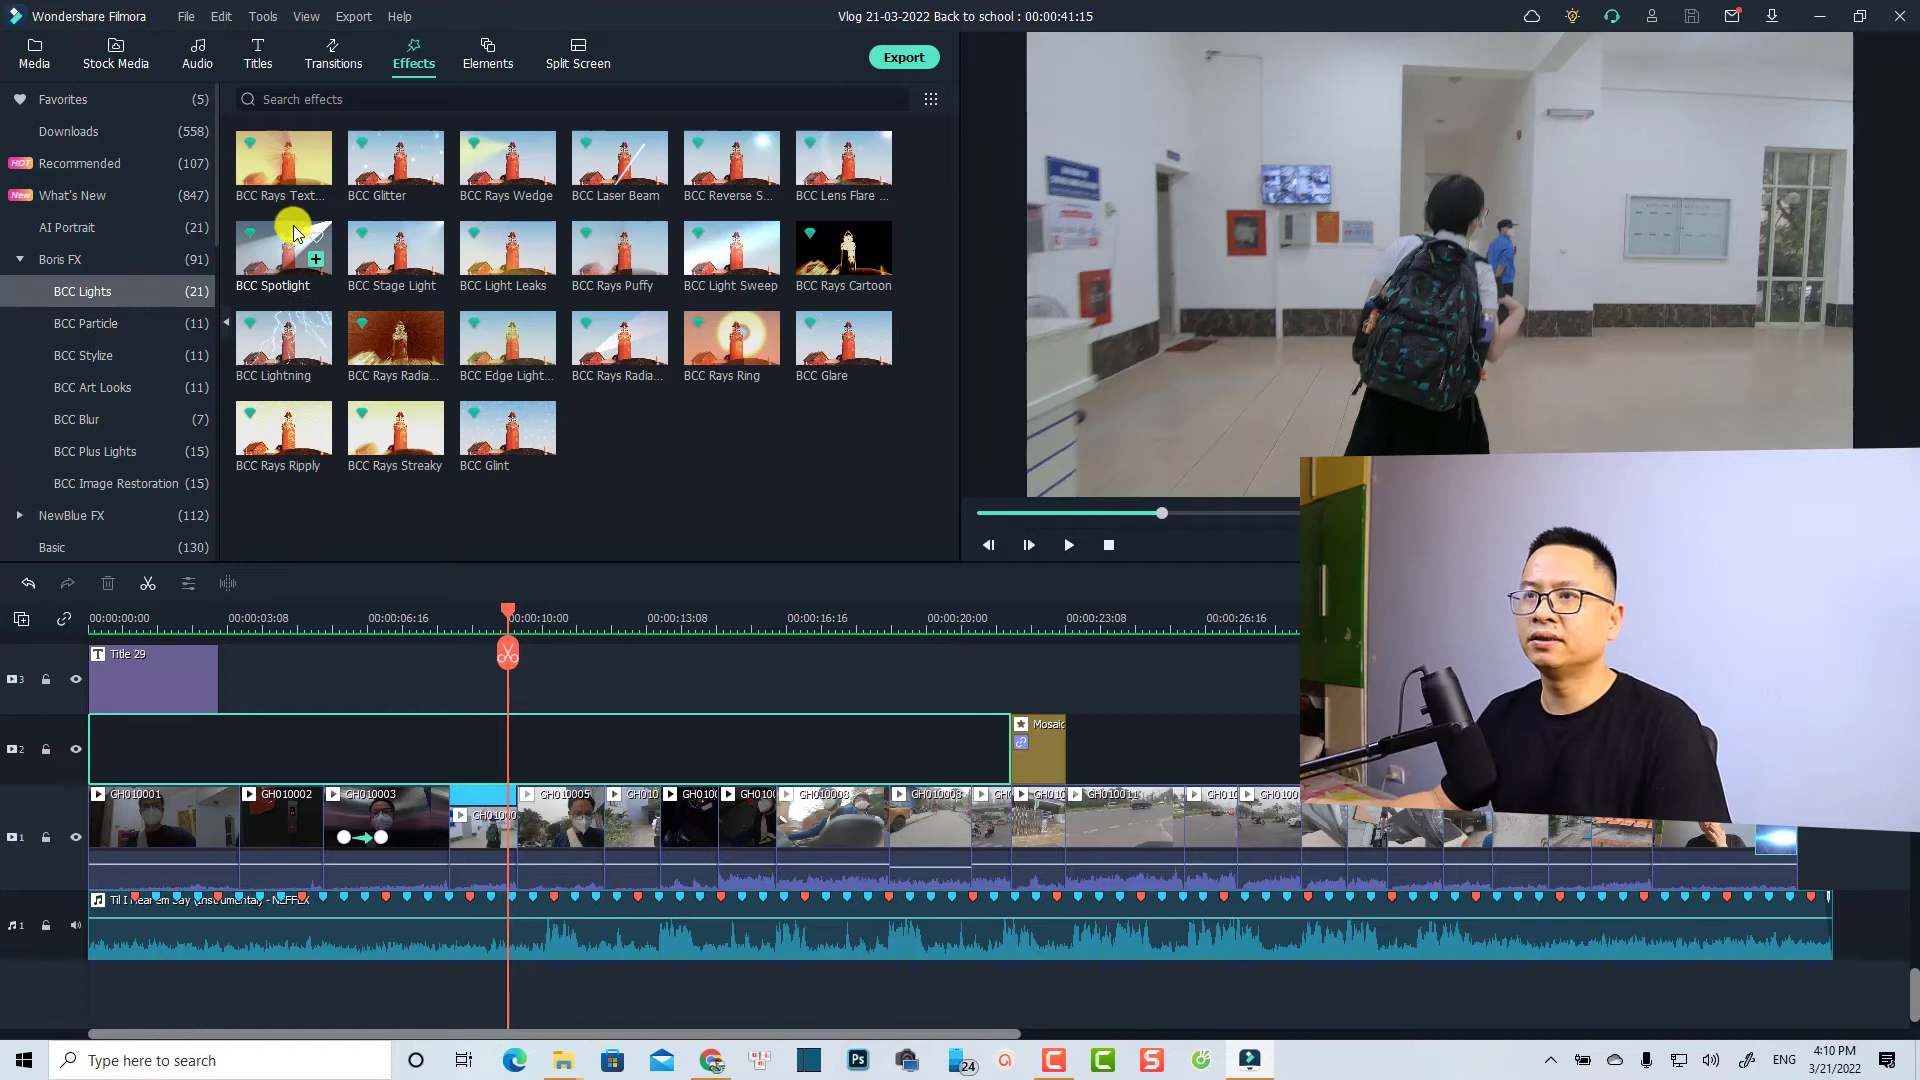 Wondershare Filmora File Edit Tools View Export Help Vlog 21-03-2022 Back to school : 00:00:41:15
Media Stock Media Audio Titles Transitions Effects Elements Split Screen Export
Favorites (5)
Downloads (558)
HOT Recommended (107)
New What's New (847)
AI Portrait (21)
Boris FX (91)
BCC Lights (21)
BCC Particle (11)
BCC Stylize (11)
BCC Art Looks (11)
BCC Blur (7)
BCC Plus Lights (15)
BCC Image Restoration (15)
NewBlue FX (112)
Basic (130)
Search effects
BCC Rays Text... BCC Glitter BCC Rays Wedge BCC Laser Beam BCC Reverse S... BCC Lens Flare ...
BCC Spotlight BCC Stage Light BCC Light Leaks BCC Rays Puffy BCC Light Sweep BCC Rays Cartoon
BCC Lightning BCC Rays Radia... BCC Edge Light... BCC Rays Radia... BCC Rays Ring BCC Glare
BCC Rays Ripply BCC Rays Streaky BCC Glint
00:00:00:00 00:00:03:08 00:00:06:16 00:00:10:00 00:00:13:08 00:00:16:16 00:00:20:00 00:00:23:08 00:00:26:16
3 T Title 29
2 Mosaic
1 GH010001 GH010002 GH010003 GH010005 GH010008 GH010008 GH010011
1 Til I Hear'em Say (Instrumental) - NEFFEX
Type here to search Ps 24 C C S ENG 4:10 PM
3/21/2022